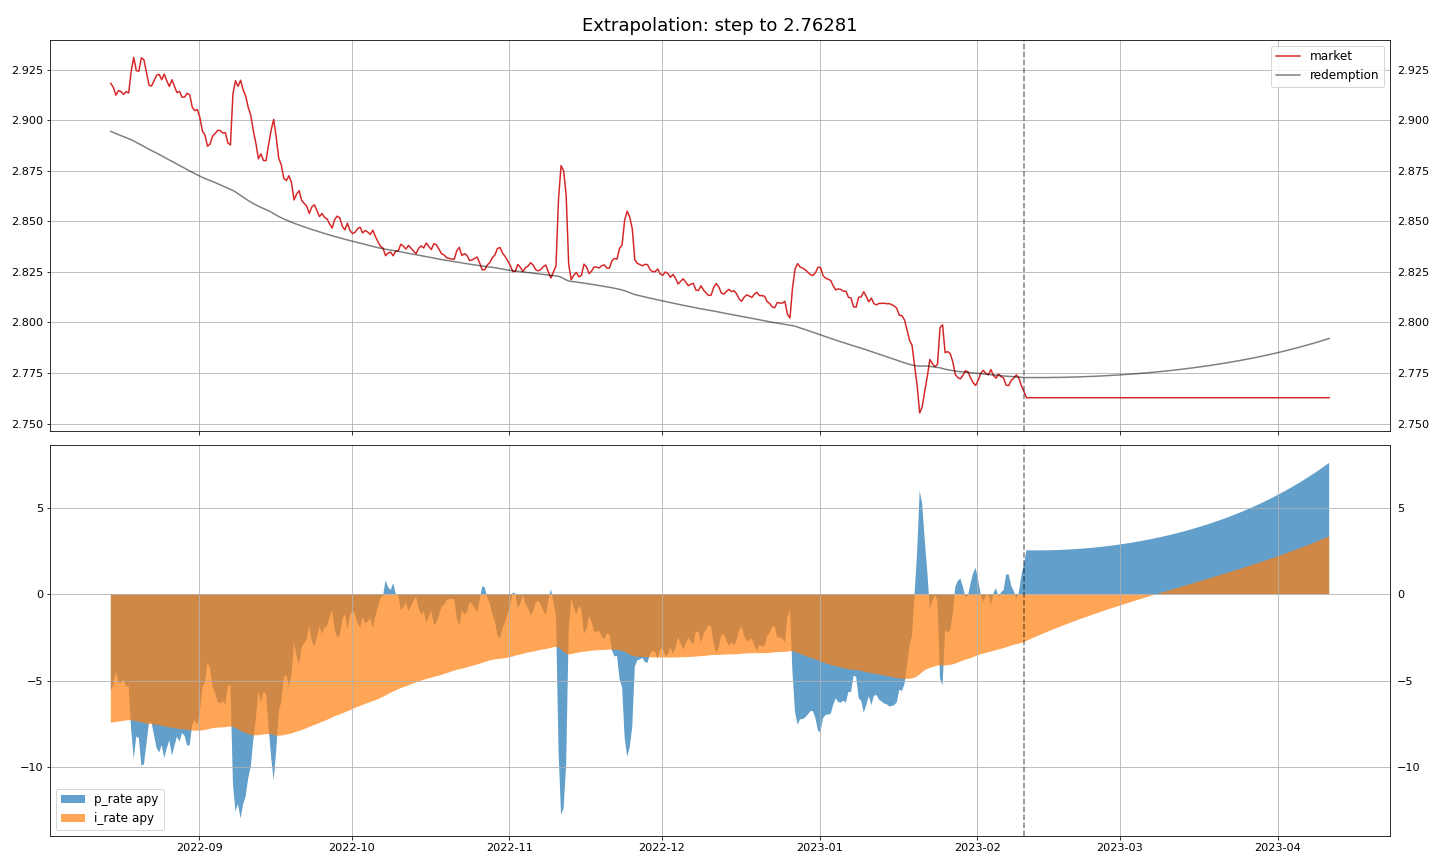 Extrapolation: step to 2.76281
market
redemption
2.925 2.925
2.900 2.900
2.875 2.875
2.850 2.850
2.825 2.825
2.800 2.800
2.775 2.775
2.750 2.750
5 5
0 0
−5 −5
−10 −10
p_rate apy
i_rate apy
2022-09 2022-10 2022-11 2022-12 2023-01 2023-02 2023-03 2023-04